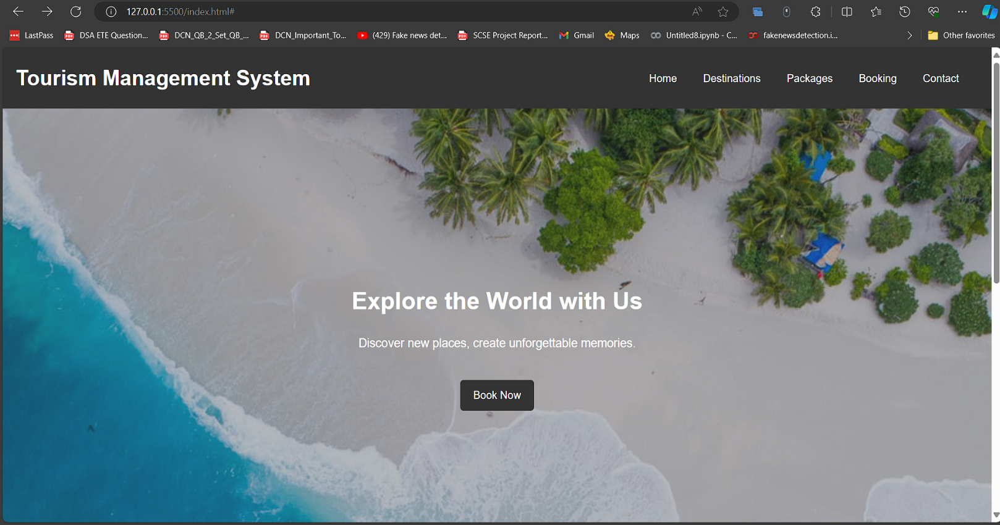 127.0.0.1:5500/index.html#
LastPass DSA ETE Question... DCN_QB_2_Set_QB_... DCN_Important_To... (429) Fake news det... SCSE Project Report... Gmail Maps Untitled8.ipynb - C... fakenewsdetection.i... Other favorites
Tourism Management System Home Destinations Packages Booking Contact
Explore the World with Us
Discover new places, create unforgettable memories.
Book Now